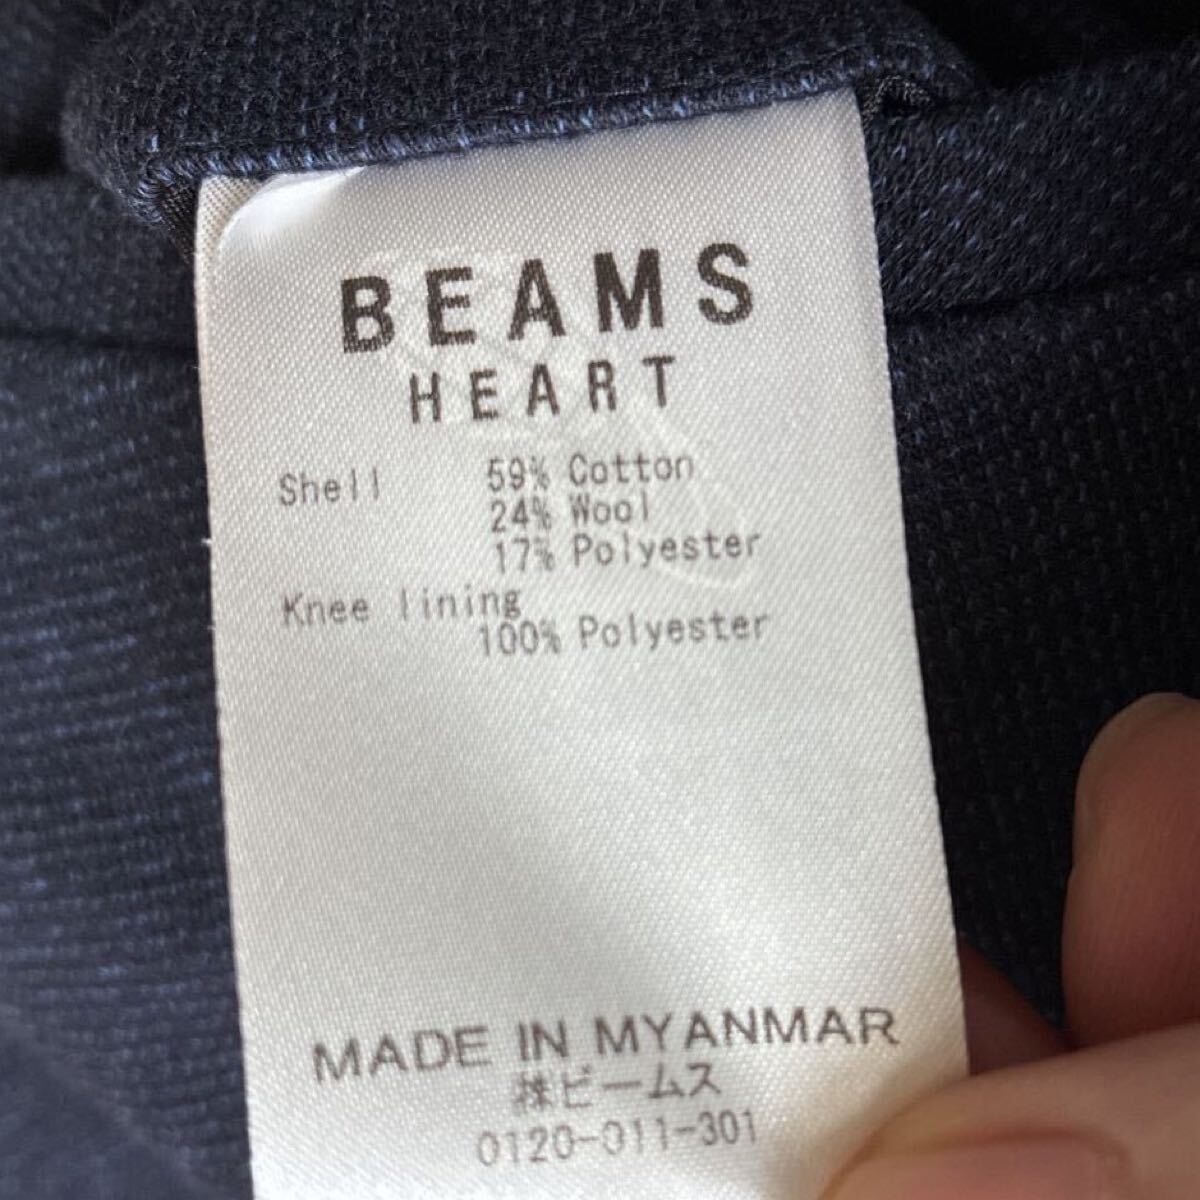 BEAMS
HEART
Shell 59% Cotton
24% Wool
17% Polyester
Knee lining
100% Polyester
MADE IN MYANMAR
㈱ビームス
0120-011-301